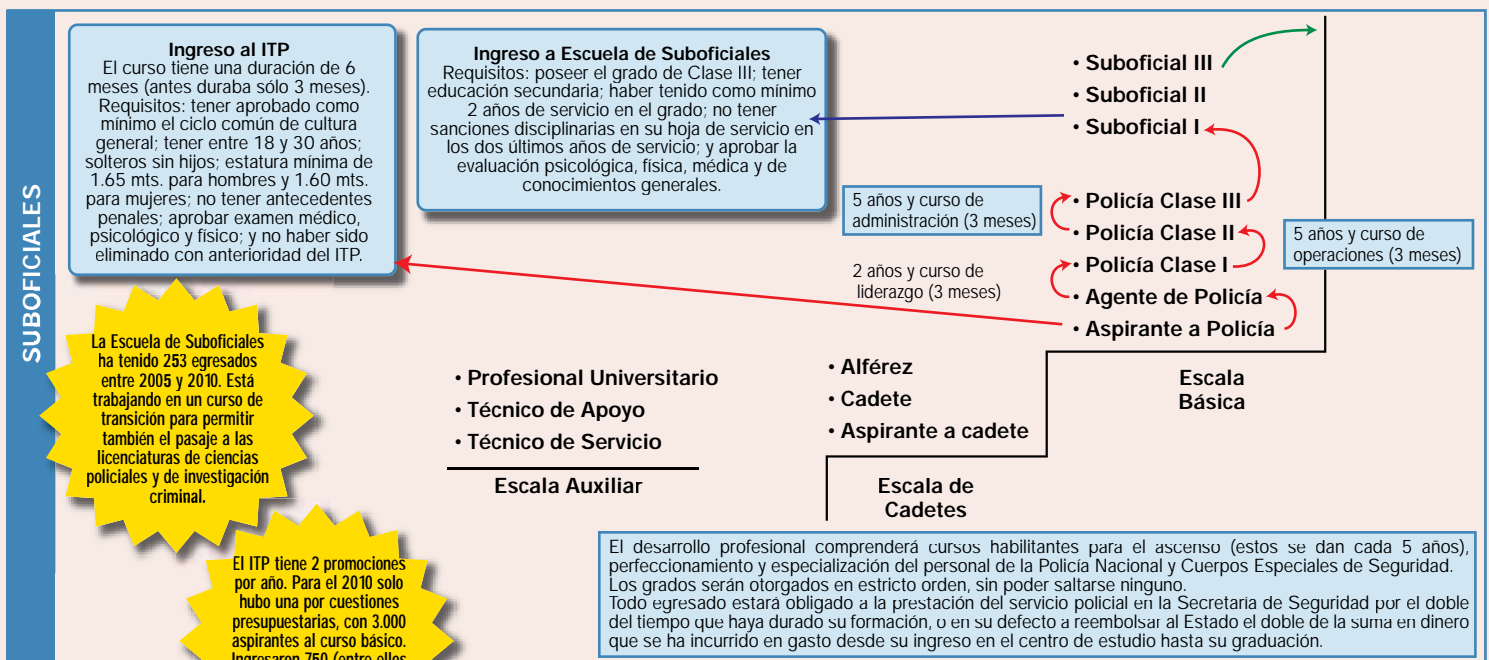 SUBOFICIALES
Ingreso al ITP
El curso tiene una duración de 6
meses (antes duraba sólo 3 meses).
Requisitos: tener aprobado como
mínimo el ciclo común de cultura
general; tener entre 18 y 30 años;
solteros sin hijos; estatura mínima de
1.65 mts. para hombres y 1.60 mts.
para mujeres; no tener antecedentes
penales; aprobar examen médico,
psicológico y físico; y no haber sido
eliminado con anterioridad del ITP.
Ingreso a Escuela de Suboficiales
Requisitos: poseer el grado de Clase III; tener
educación secundaria; haber tenido como mínimo
2 años de servicio en el grado; no tener
sanciones disciplinarias en su hoja de servicio en
los dos últimos años de servicio; y aprobar la
evaluación psicológica, física, médica y de
conocimientos generales.
• Suboficial III
• Suboficial II
• Suboficial I
5 años y curso de
administración (3 meses)
• Policía Clase III
• Policía Clase II
• Policía Clase I
• Agente de Policía
• Aspirante a Policía
5 años y curso de
operaciones (3 meses)
2 años y curso de
liderazgo (3 meses)
La Escuela de Suboficiales
ha tenido 253 egresados
entre 2005 y 2010. Está
trabajando en un curso de
transición para permitir
también el pasaje a las
licenciaturas de ciencias
policiales y de investigación
criminal.
• Profesional Universitario
• Técnico de Apoyo
• Técnico de Servicio
Escala Auxiliar
• Alférez
• Cadete
• Aspirante a cadete
Escala de
Cadetes
Escala
Básica
El ITP tiene 2 promociones
por año. Para el 2010 solo
hubo una por cuestiones
presupuestarias, con 3.000
aspirantes al curso básico.
Ingresaron 750 (entre ellos
El desarrollo profesional comprenderá cursos habilitantes para el ascenso (estos se dan cada 5 años),
perfeccionamiento y especialización del personal de la Policía Nacional y Cuerpos Especiales de Seguridad.
Los grados serán otorgados en estricto orden, sin poder saltarse ninguno.
Todo egresado estará obligado a la prestación del servicio policial en la Secretaria de Seguridad por el doble
del tiempo que haya durado su formación, o en su defecto a reembolsar al Estado el doble de la suma en dinero
que se ha incurrido en gasto desde su ingreso en el centro de estudio hasta su graduación.